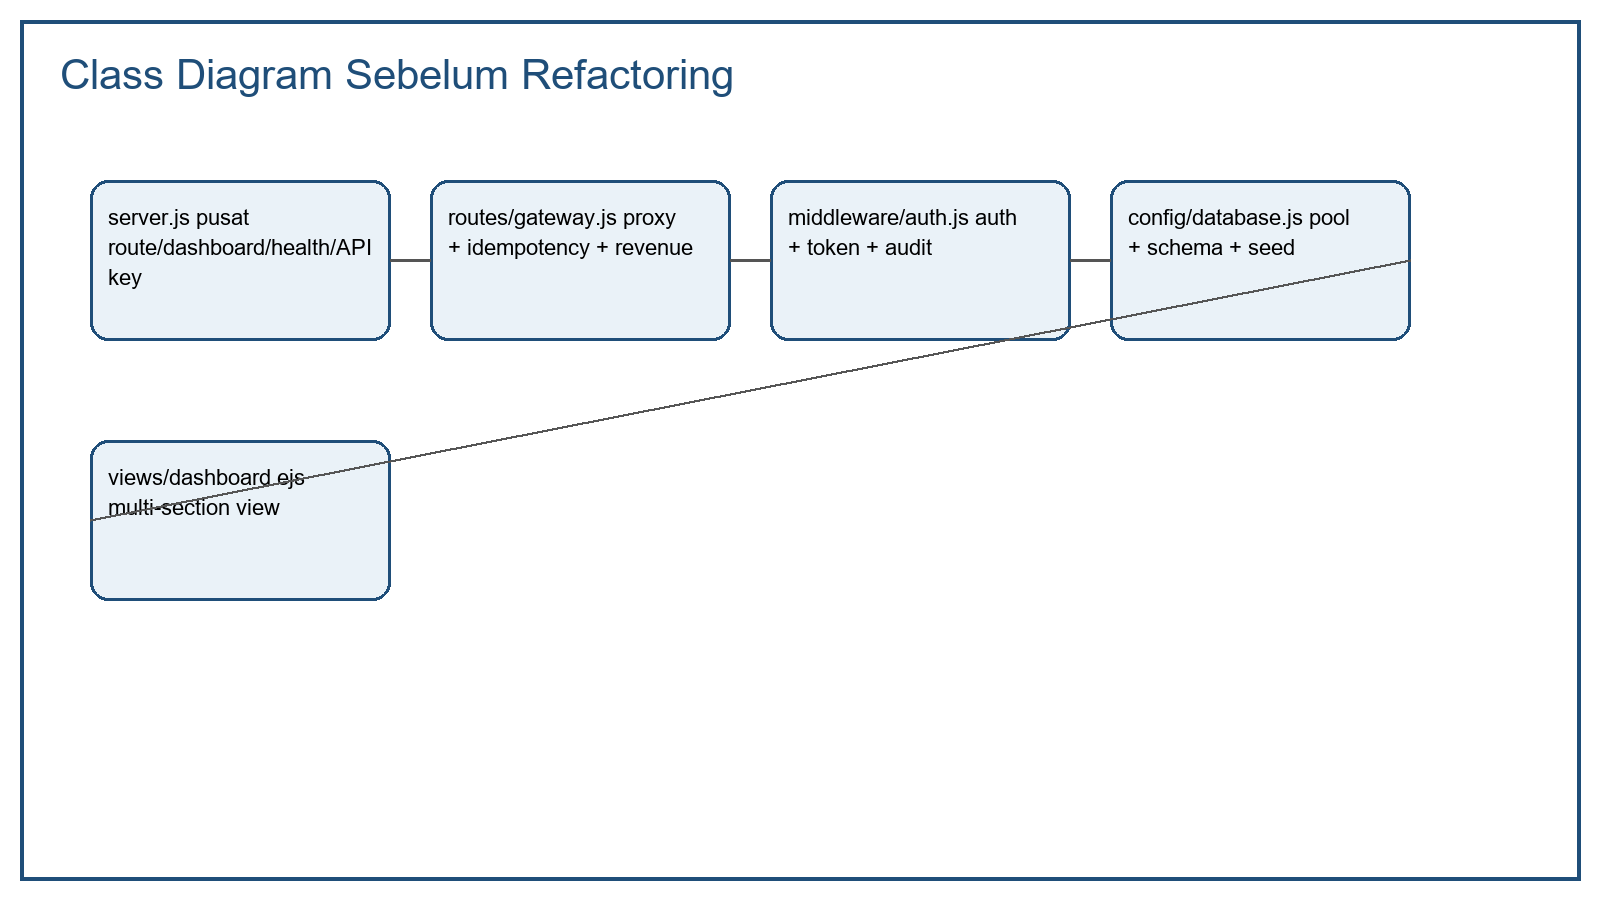 Class Diagram Sebelum Refactoring
server.js pusat
route/dashboard/health/API
key
routes/gateway.js proxy
+ idempotency + revenue
middleware/auth.js auth
+ token + audit
config/database.js pool
+ schema + seed
views/dashboard.ejs
multi-section view